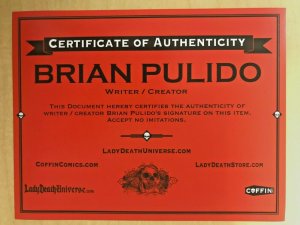 CERTIFICATE OF AUTHENTICITY
BRIAN PULIDO
WRITER / CREATOR
THIS DOCUMENT HEREBY CERTIFIES THE AUTHENTICITY OF
WRITER / CREATOR BRIAN PULIDO'S SIGNATURE ON THIS ITEM.
ACCEPT NO IMITATIONS.
LADYDEATHUNIVERSE.COM
COFFINCOMICS.COM LADYDEATHSTORE.COM
LadyDeathUniverse.com COFFIN